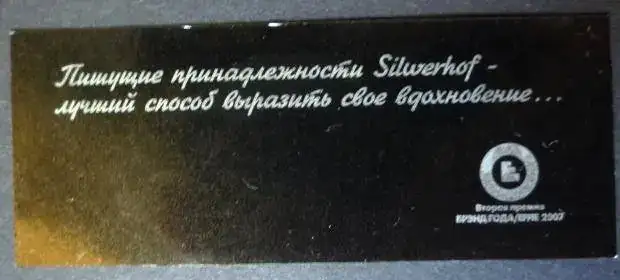 Пишущие принадлежности Silwerhof -
лучший способ выразить свое вдохновение...
Вторая премия
БРЭНД ГОДА/EFFIE 2007